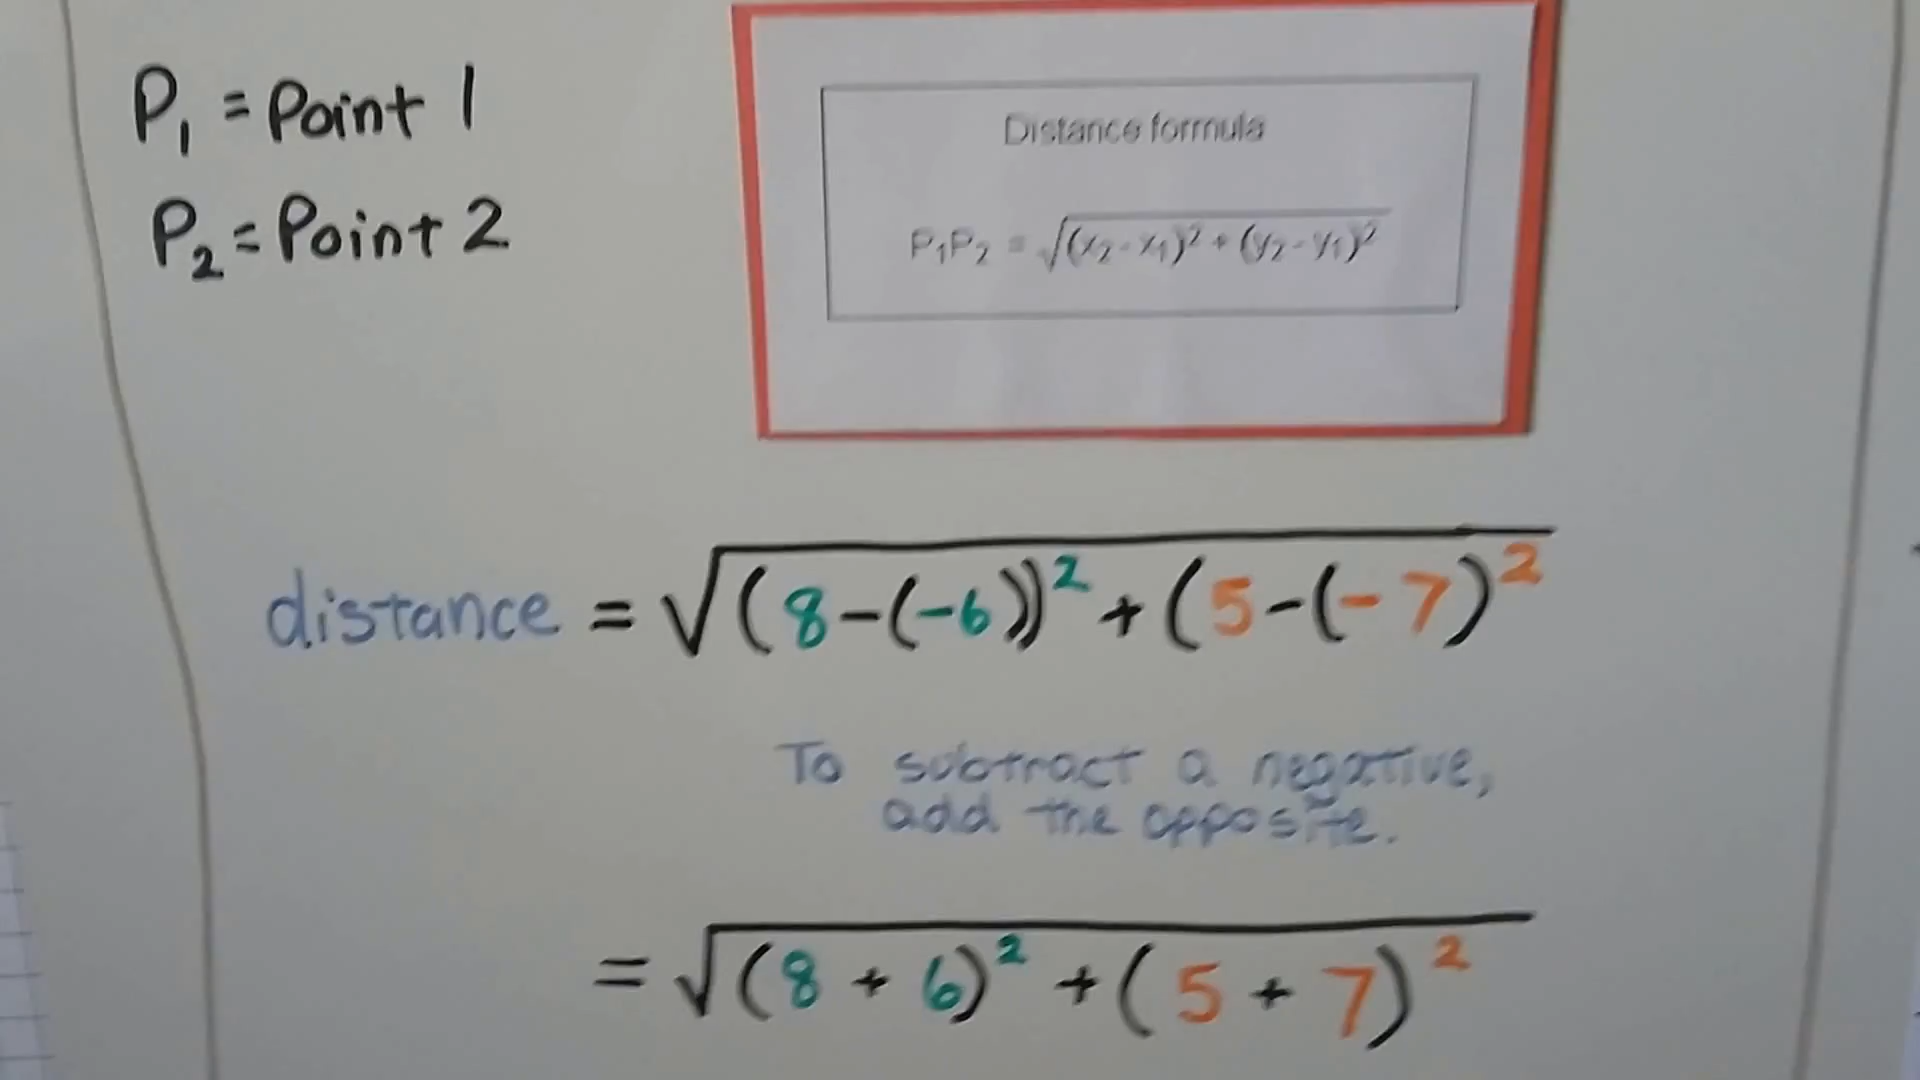 P₁ = Point 1
P₂ = Point 2
Distance formula
P₁P₂ = √(x₂ - x₁)² + (y₂ - y₁)²
distance = √(8-(-6))² + (5-(-7)²
To subtract a negative,
add the opposite.
= √(8 + 6)² + (5 + 7)²